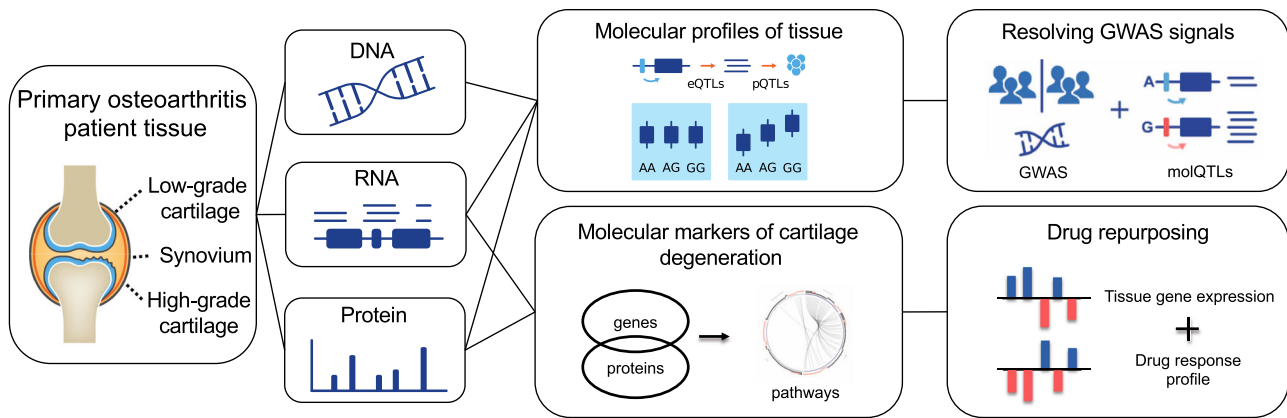 Primary osteoarthritis
patient tissue
Low-grade
cartilage
Synovium
High-grade
cartilage
DNA
RNA
Protein
Molecular profiles of tissue
eQTLs
pQTLs
AA AG GG
AA AG GG
Molecular markers of cartilage
degeneration
genes
proteins
pathways
Resolving GWAS signals
A
G
GWAS
molQTLs
Drug repurposing
Tissue gene expression
Drug response
profile